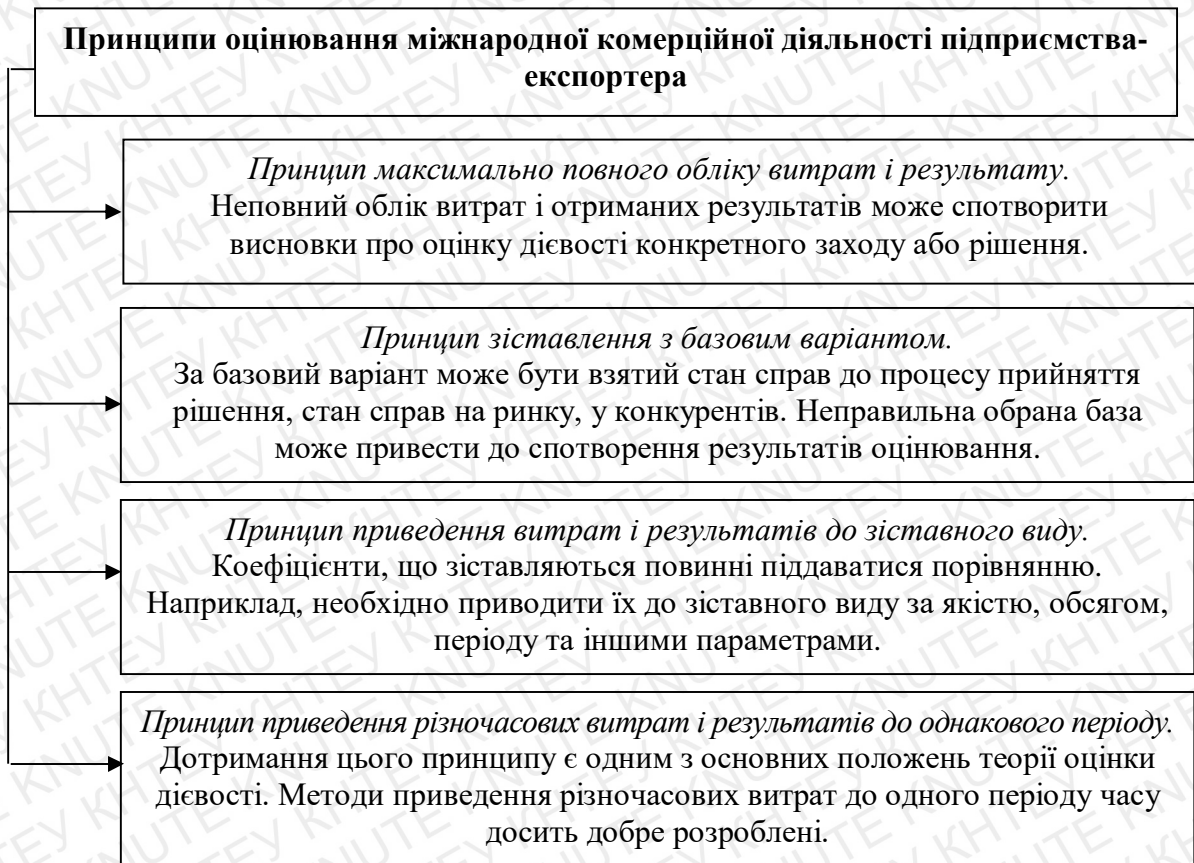 Принципи оцінювання міжнародної комерційної діяльності підприємства-
експортера
Принцип максимально повного обліку витрат і результату.
Неповний облік витрат і отриманих результатів може спотворити
висновки про оцінку дієвості конкретного заходу або рішення.
Принцип зіставлення з базовим варіантом.
За базовий варіант може бути взятий стан справ до процесу прийняття
рішення, стан справ на ринку, у конкурентів. Неправильна обрана база
може привести до спотворення результатів оцінювання.
Принцип приведення витрат і результатів до зіставного виду.
Коефіцієнти, що зіставляються повинні піддаватися порівнянню.
Наприклад, необхідно приводити їх до зіставного виду за якістю, обсягом,
періоду та іншими параметрами.
Принцип приведення різночасових витрат і результатів до однакового періоду.
Дотримання цього принципу є одним з основних положень теорії оцінки
дієвості. Методи приведення різночасових витрат до одного періоду часу
досить добре розроблені.